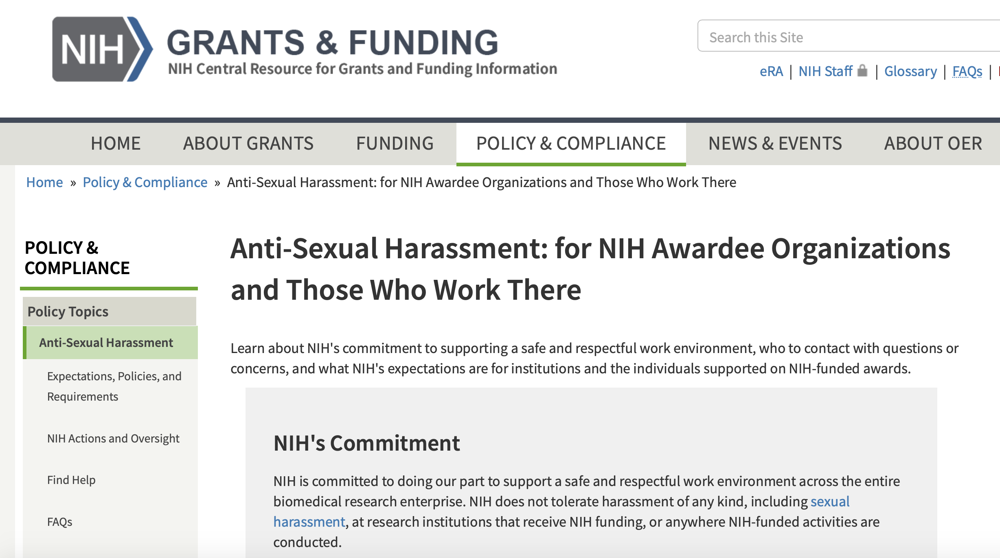 NIH
GRANTS & FUNDING
NIH Central Resource for Grants and Funding Information
Search this Site
eRA | NIH Staff | Glossary | FAQs |
HOME ABOUT GRANTS FUNDING POLICY & COMPLIANCE NEWS & EVENTS ABOUT OER
Home » Policy & Compliance » Anti-Sexual Harassment: for NIH Awardee Organizations and Those Who Work There
POLICY &
COMPLIANCE
Policy Topics
Anti-Sexual Harassment
Expectations, Policies, and
Requirements
NIH Actions and Oversight
Find Help
FAQs
Anti-Sexual Harassment: for NIH Awardee Organizations
and Those Who Work There
Learn about NIH's commitment to supporting a safe and respectful work environment, who to contact with questions or
concerns, and what NIH's expectations are for institutions and the individuals supported on NIH-funded awards.
NIH's Commitment
NIH is committed to doing our part to support a safe and respectful work environment across the entire
biomedical research enterprise. NIH does not tolerate harassment of any kind, including sexual
harassment, at research institutions that receive NIH funding, or anywhere NIH-funded activities are
conducted.